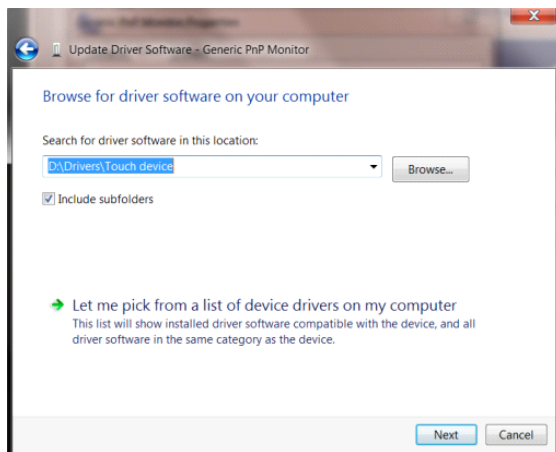 Update Driver Software - Generic PnP Monitor
Browse for driver software on your computer
Search for driver software in this location:
D:\Drivers\Touch device
Browse...
Include subfolders
Let me pick from a list of device drivers on my computer
This list will show installed driver software compatible with the device, and all
driver software in the same category as the device.
Next Cancel